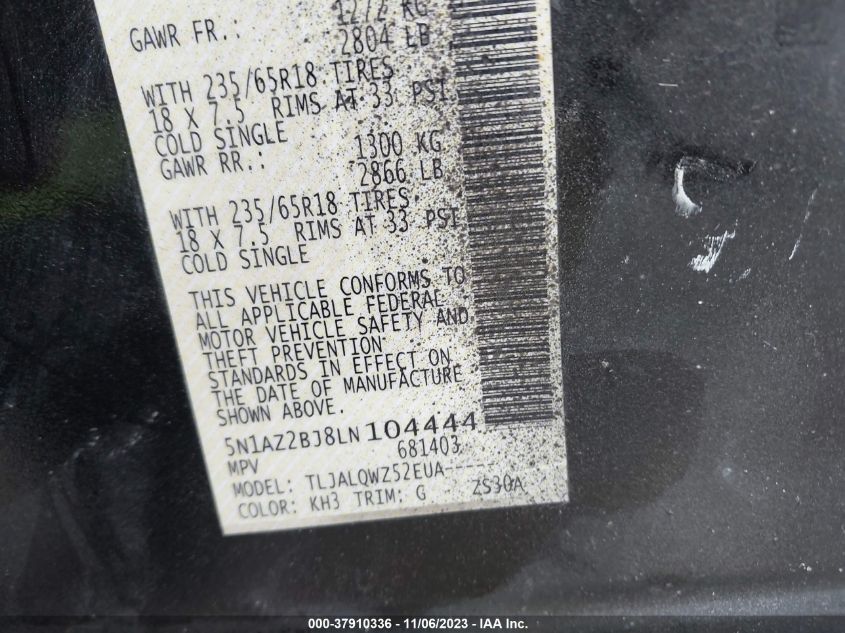 1272 KG
GAWR FR.: 2804 LB
WITH 235/65R18 TIRES
18 X 7.5 RIMS AT 33 PSI
COLD SINGLE
1300 KG
GAWR RR.: 2866 LB
WITH 235/65R18 TIRES
18 X 7.5 RIMS AT 33 PSI
COLD SINGLE
THIS VEHICLE CONFORMS TO
ALL APPLICABLE FEDERAL
MOTOR VEHICLE SAFETY AND
THEFT PREVENTION
STANDARDS IN EFFECT ON
THE DATE OF MANUFACTURE
SHOWN ABOVE.
5N1AZ2BJ8LN104444
681403
MPV
MODEL: TLJALQWZ52EUA-----
COLOR: KH3 TRIM: G ZS30A
000-37910336 - 11/06/2023 - IAA Inc.